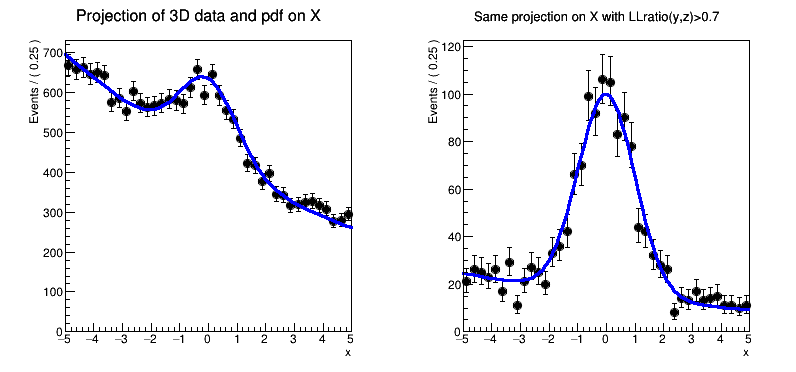 Projection of 3D data and pdf on X
Events / ( 0.25 )
700
600
500
400
300
200
100
0
−5 −4 −3 −2 −1 0 1 2 3 4 5
x
Same projection on X with LLratio(y,z)>0.7
Events / ( 0.25 )
120
100
80
60
40
20
0
−5 −4 −3 −2 −1 0 1 2 3 4 5
x